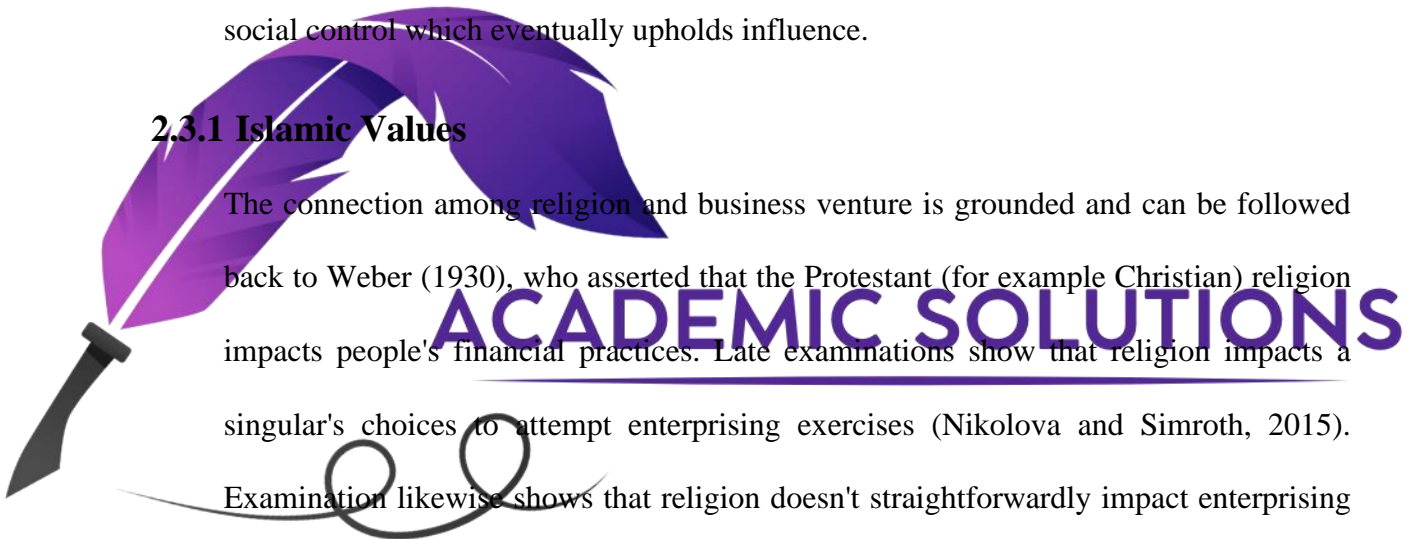 social control which eventually upholds influence.
2.3.1 Islamic Values
The connection among religion and business venture is grounded and can be followed
back to Weber (1930), who asserted that the Protestant (for example Christian) religion
ACADEMIC SOLUTIONS
impacts people's financial practices. Late examinations show that religion impacts a
singular's choices to attempt enterprising exercises (Nikolova and Simroth, 2015).
Examination likewise shows that religion doesn't straightforwardly impact enterprising